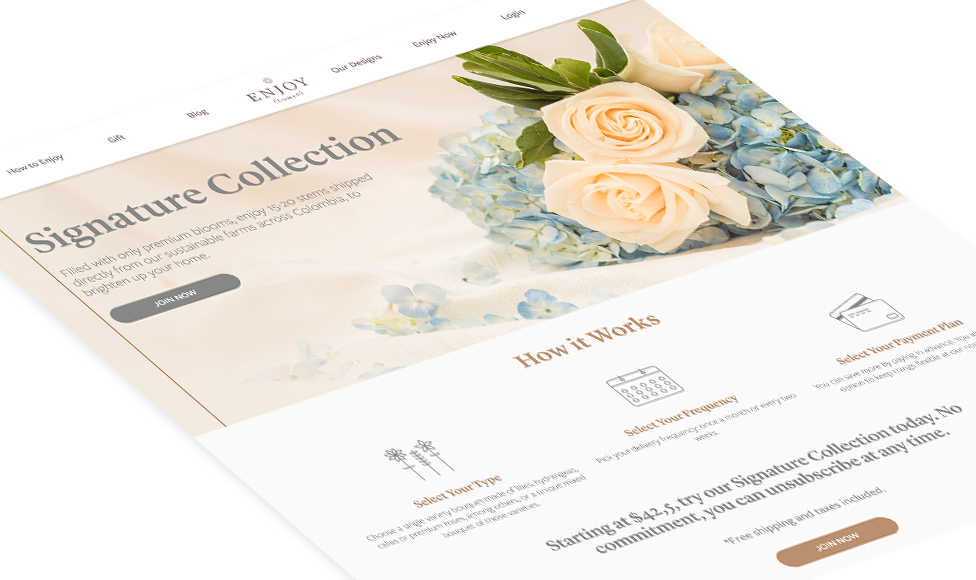 How to Enjoy
Gift
Blog
ENJOY
FLOWERS
Our Designs
Enjoy Now
Login
Signature Collection
Filled with only premium blooms, enjoy 15-20 stems shipped
directly from our sustainable farms across Colombia, to
brighten up your home.
JOIN NOW
How it Works
Select Your Type
Choose a single variety bouquet made of lilies, hydrangeas,
callas or premium roses, among others, or a unique mixed
bouquet of those varieties.
Select Your Frequency
Pick your delivery frequency: once a month or every two
weeks.
Select Your Payment Plan
You can save more by paying in advance. You
option to keep things flexible at our
Starting at $42.5, try our Signature Collection today. No
commitment, you can unsubscribe at any time.
*Free shipping and taxes included.
JOIN NOW